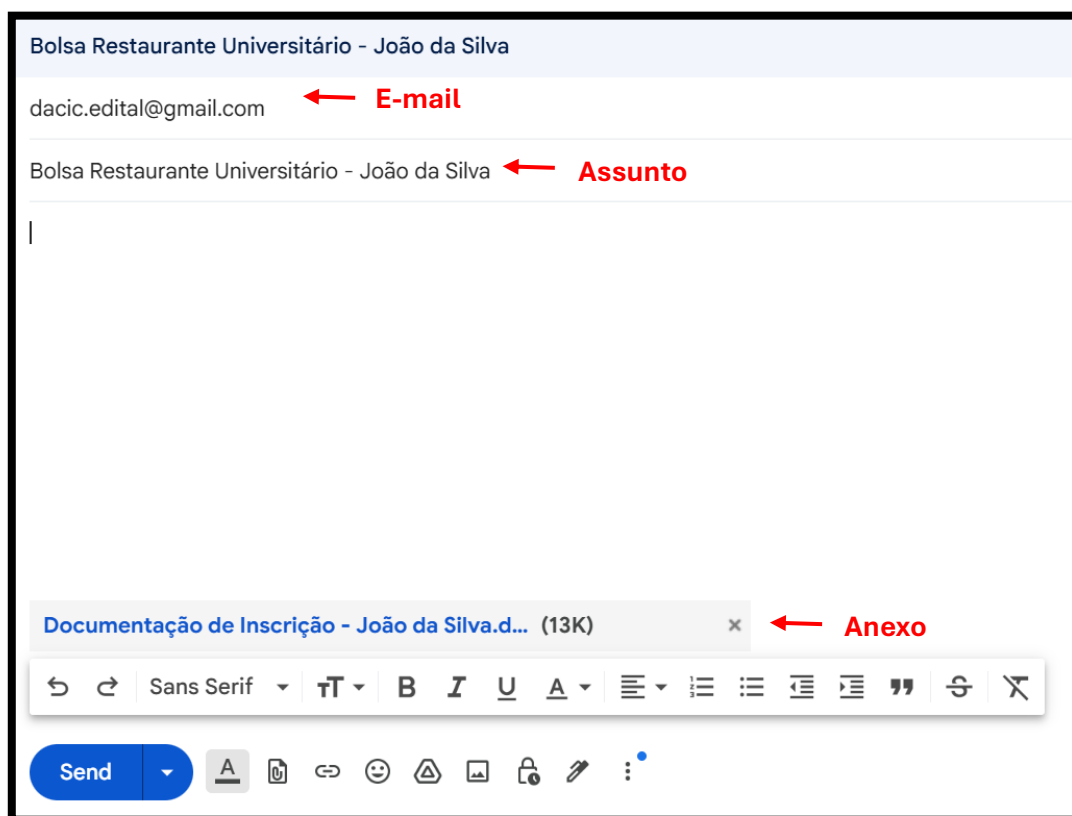 Bolsa Restaurante Universitário - João da Silva
dacic.edital@gmail.com
E-mail
Bolsa Restaurante Universitário - João da Silva
Assunto
Documentação de Inscrição - João da Silva.d... (13K)
Anexo
Sans Serif
Send